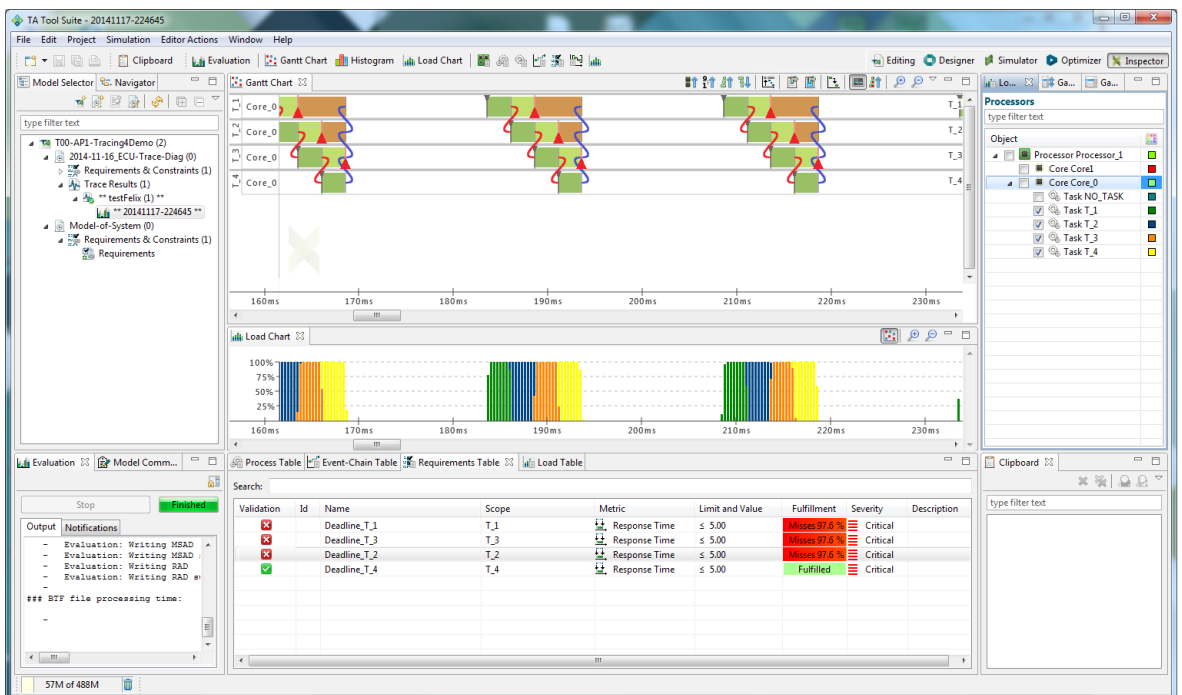 TA Tool Suite - 20141117-224645
File Edit Project Simulation Editor Actions Window Help
Clipboard Evaluation Gantt Chart Histogram Load Chart Editing Designer Simulator Optimizer Inspector
Model Selector Navigator
type filter text
T00-AP1-Tracing4Demo (2)
2014-11-16_ECU-Trace-Diag (0)
Requirements & Constraints (1)
Trace Results (1)
** testFelix (1) **
** 20141117-224645 **
Model-of-System (0)
Requirements & Constraints (1)
Requirements
Gantt Chart
T_1 Core_0 T_1
T_2 Core_0 T_2
T_3 Core_0 T_3
T_4 Core_0 T_4
160ms 170ms 180ms 190ms 200ms 210ms 220ms 230ms
Load Chart
100%
75%
50%
25%
160ms 170ms 180ms 190ms 200ms 210ms 220ms 230ms
Lo... Ga... Ga...
Processors
type filter text
Object
Processor Processor_1
Core Core1
Core Core_0
Task NO_TASK
Task T_1
Task T_2
Task T_3
Task T_4
Evaluation Model Comm...
Stop Finished
Output Notifications
- Evaluation: Writing MSAD
- Evaluation: Writing MSAD
- Evaluation: Writing RAD
- Evaluation: Writing RAD
-
### BTF file processing time:
-
Process Table Event-Chain Table Requirements Table Load Table
Search:
Validation Id Name Scope Metric Limit and Value Fulfillment Severity Description
Deadline_T_1 T_1 Response Time ≤ 5.00 Misses 97.6 % Critical
Deadline_T_3 T_3 Response Time ≤ 5.00 Misses 97.6 % Critical
Deadline_T_2 T_2 Response Time ≤ 5.00 Misses 97.6 % Critical
Deadline_T_4 T_4 Response Time ≤ 5.00 Fulfilled Critical
Clipboard
type filter text
57M of 488M